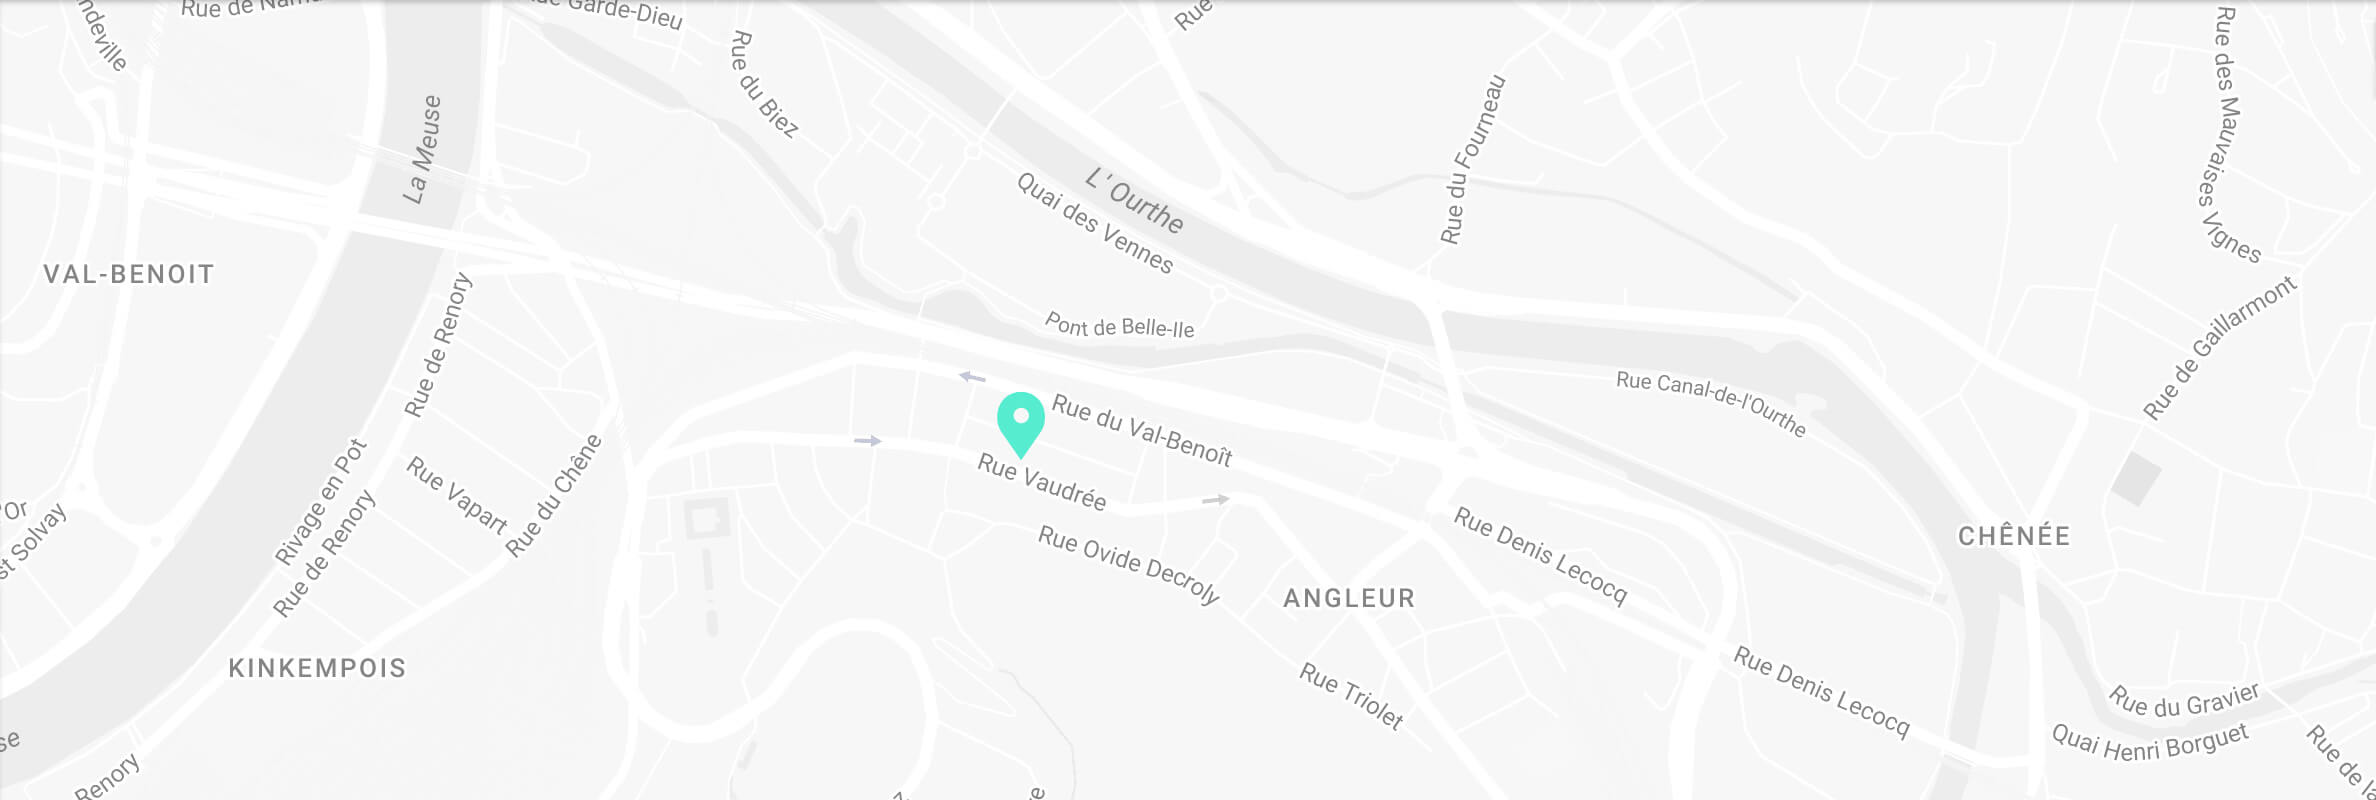 Rue de
Garde-Dieu
Rue
Rue du Biez
La Meuse
Rue des Mauvaises Vignes
Rue du Fourneau
L'Ourthe
Quai des Vennes
VAL-BENOIT
Rue de Renory
Pont de Belle-Ile
Rue de Gaillarmont
Rue Canal-de-l'Ourthe
Rue du Val-Benoît
Rue Vaudrée
Rue du Chêne
Rivage en Pot
Rue Vapart
Rue de Renory
Solvay
Rue Denis Lecocq
CHÊNÉE
Rue Ovide Decroly
ANGLEUR
KINKEMPOIS
Rue Triolet
Rue Denis Lecocq
Rue du Gravier
Quai Henri Borguet
Rue de
Renory